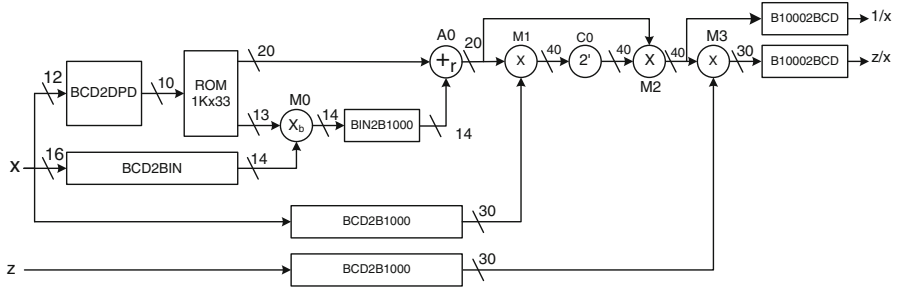 B10002BCD 1/x
A0 M1 C0 M3
20 20 40 40 40 30
+r X 2' X X B10002BCD z/x
M2
12 BCD2DPD 10 ROM
1Kx33
13 M0
Xb 14 BIN2B1000 14
X 16 BCD2BIN 14
BCD2B1000 30
z BCD2B1000 30